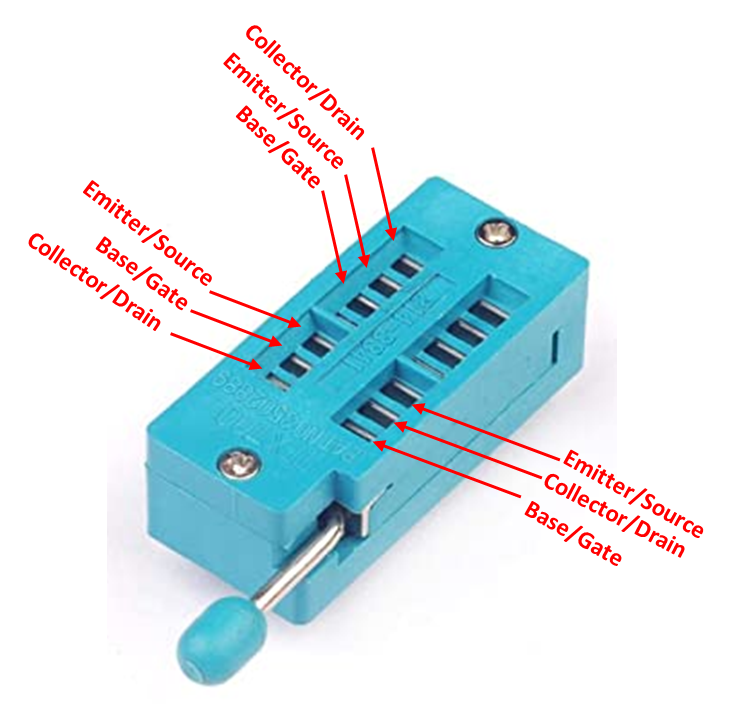 Collector/Drain
Emitter/Source
Base/Gate
Emitter/Source
Base/Gate
Collector/Drain
Emitter/Source
Collector/Drain
Base/Gate